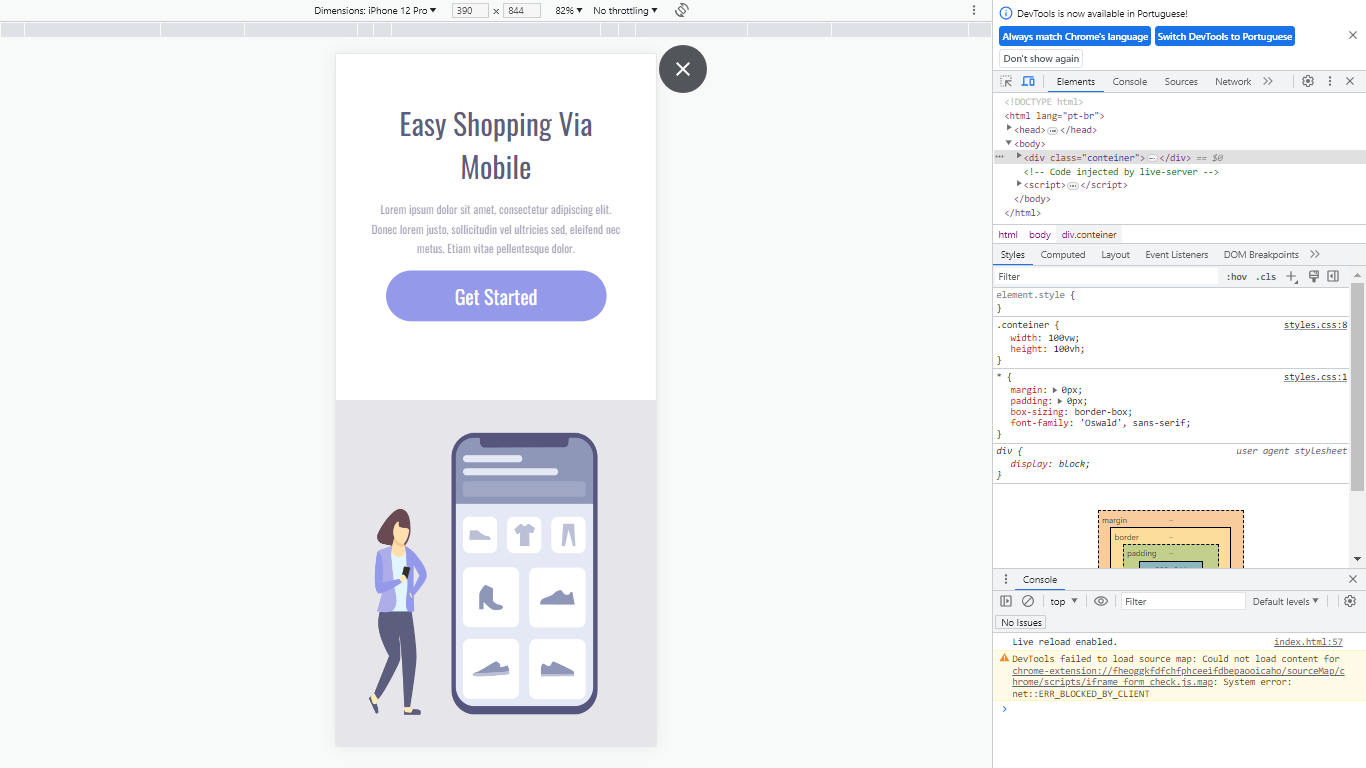 Dimensions: iPhone 12 Pro ▼ 390 x 844 82% ▼ No throttling ▼
Easy Shopping Via
Mobile
Lorem ipsum dolor sit amet, consectetur adipiscing elit.
Donec lorem justo, sollicitudin vel ultricies sed, eleifend nec
metus. Etiam vitae pellentesque dolor.
Get Started
DevTools is now available in Portuguese!
Always match Chrome's language Switch DevTools to Portuguese
Don't show again
Elements Console Sources Network
<!DOCTYPE html>
<html lang="pt-br">
<head>…</head>
<body>
<div class="conteiner">…</div> == $0
<!-- Code injected by live-server -->
<script>…</script>
</body>
</html>
html body div.conteiner
Styles Computed Layout Event Listeners DOM Breakpoints
Filter :hov .cls
element.style {
}
.conteiner { styles.css:8
width: 100vw;
height: 100vh;
}
* { styles.css:1
margin: ▶ 0px;
padding: ▶ 0px;
box-sizing: border-box;
font-family: 'Oswald', sans-serif;
}
div { user agent stylesheet
display: block;
}
margin –
border –
padding –
Console
top ▼ Filter Default levels ▼
No Issues
Live reload enabled. index.html:57
DevTools failed to load source map: Could not load content for
chrome-extension://fheoggkfdfchfphceeifdbepaooicaho/sourceMap/c
hrome/scripts/iframe_form_check.js.map: System error:
net::ERR_BLOCKED_BY_CLIENT